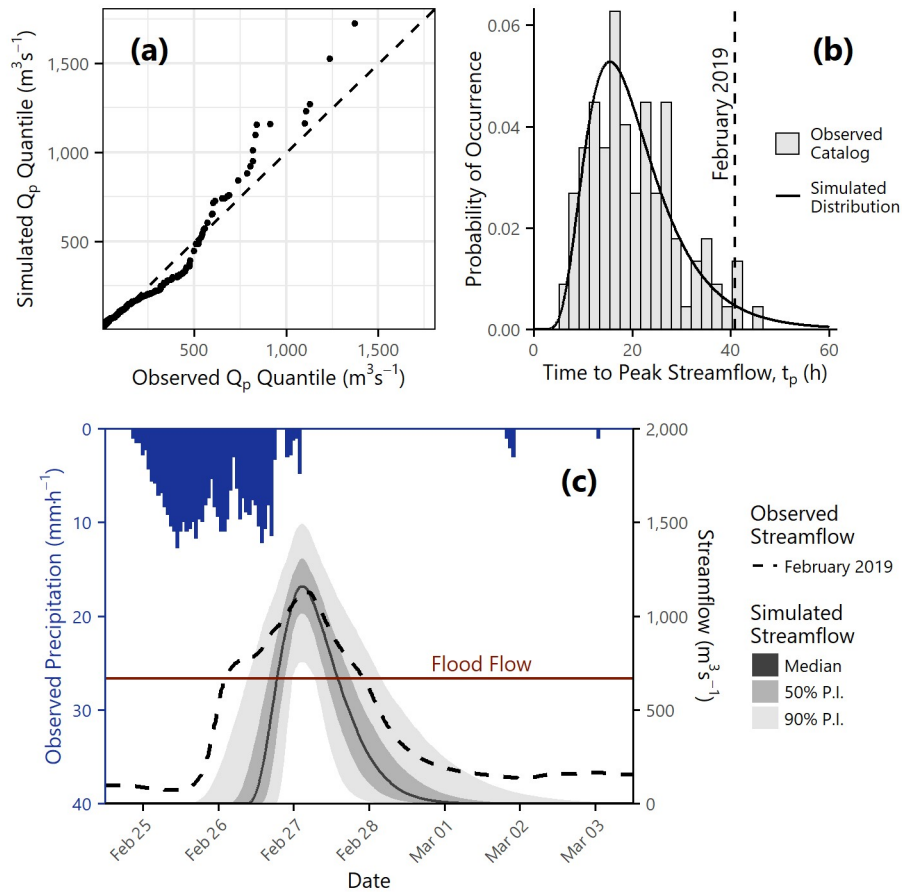 (a)
Simulated Qp Quantile (m³s⁻¹)
1,500
1,000
500
500
1,000
1,500
Observed Qp Quantile (m³s⁻¹)
(b)
Probability of Occurrence
0.06
0.04
0.02
0.00
0
20
40
60
Time to Peak Streamflow, tp (h)
February 2019
Observed
Catalog
Simulated
Distribution
(c)
Observed Precipitation (mm·h⁻¹)
0
10
20
30
40
2,000
1,500
1,000
500
0
Streamflow (m³s⁻¹)
Flood Flow
Feb 25
Feb 26
Feb 27
Feb 28
Mar 01
Mar 02
Mar 03
Date
Observed
Streamflow
February 2019
Simulated
Streamflow
Median
50% P.I.
90% P.I.